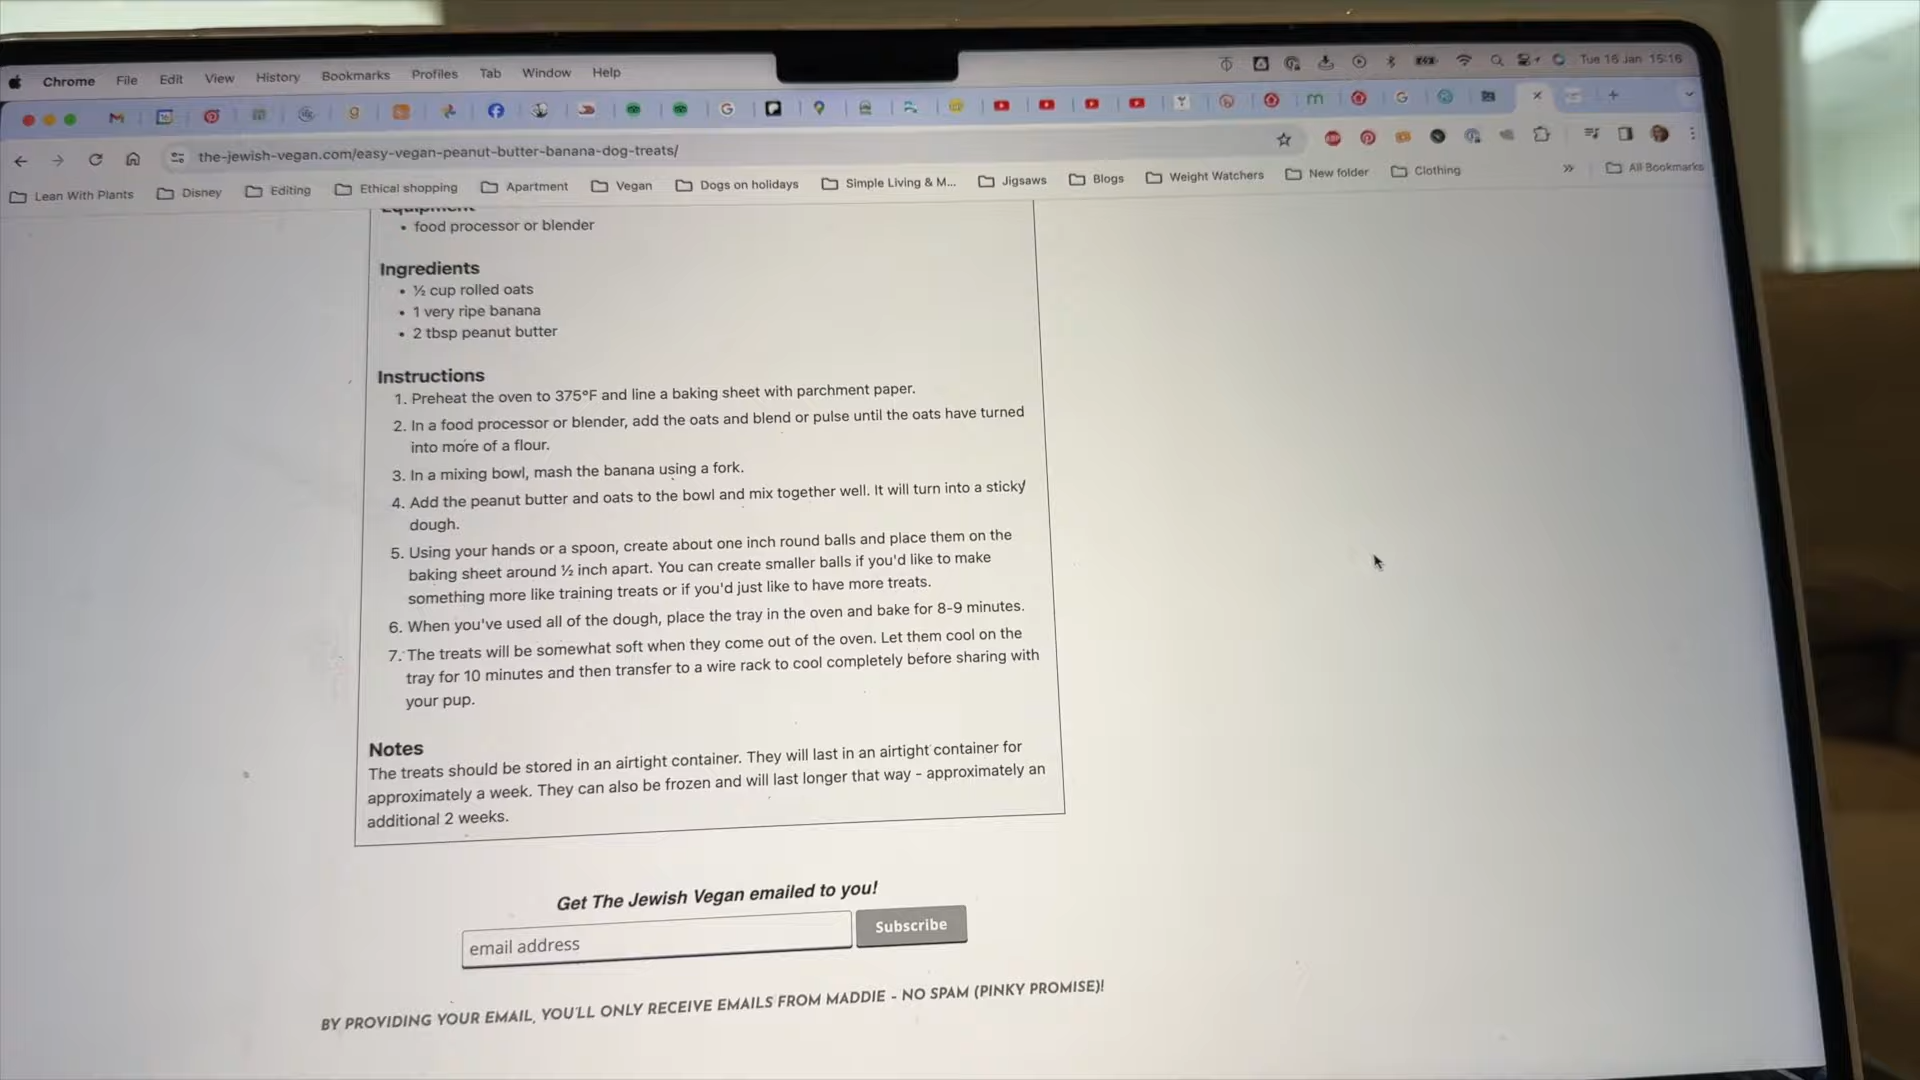 Chrome File Edit View History Bookmarks Profiles Tab Window Help Tue 16 Jan 15:16
the-jewish-vegan.com/easy-vegan-peanut-butter-banana-dog-treats/
Lean With Plants Disney Editing Ethical shopping Apartment Vegan Dogs on holidays Simple Living & M... Jigsaws Blogs Weight Watchers New folder Clothing » All Bookmarks
Equipment
• food processor or blender
Ingredients
• ½ cup rolled oats
• 1 very ripe banana
• 2 tbsp peanut butter
Instructions
1. Preheat the oven to 375°F and line a baking sheet with parchment paper.
2. In a food processor or blender, add the oats and blend or pulse until the oats have turned
into more of a flour.
3. In a mixing bowl, mash the banana using a fork.
4. Add the peanut butter and oats to the bowl and mix together well. It will turn into a sticky
dough.
5. Using your hands or a spoon, create about one inch round balls and place them on the
baking sheet around ½ inch apart. You can create smaller balls if you'd like to make
something more like training treats or if you'd just like to have more treats.
6. When you've used all of the dough, place the tray in the oven and bake for 8-9 minutes.
7. The treats will be somewhat soft when they come out of the oven. Let them cool on the
tray for 10 minutes and then transfer to a wire rack to cool completely before sharing with
your pup.
Notes
The treats should be stored in an airtight container. They will last in an airtight container for
approximately a week. They can also be frozen and will last longer that way - approximately an
additional 2 weeks.
Get The Jewish Vegan emailed to you!
email address
Subscribe
BY PROVIDING YOUR EMAIL, YOU'LL ONLY RECEIVE EMAILS FROM MADDIE - NO SPAM (PINKY PROMISE)!